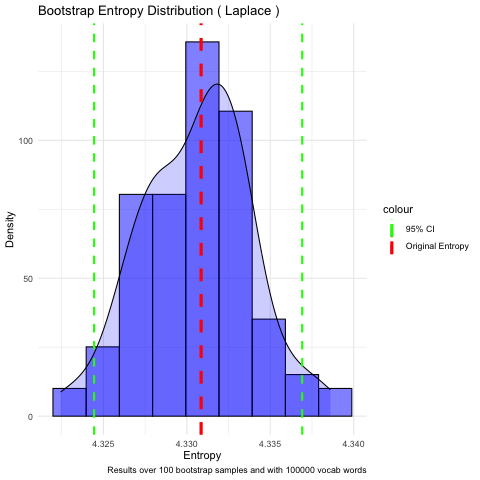 Bootstrap Entropy Distribution ( Laplace )
Density
100
50
0
4.325
4.330
4.335
4.340
Entropy
Results over 100 bootstrap samples and with 100000 vocab words
colour
95% CI
Original Entropy